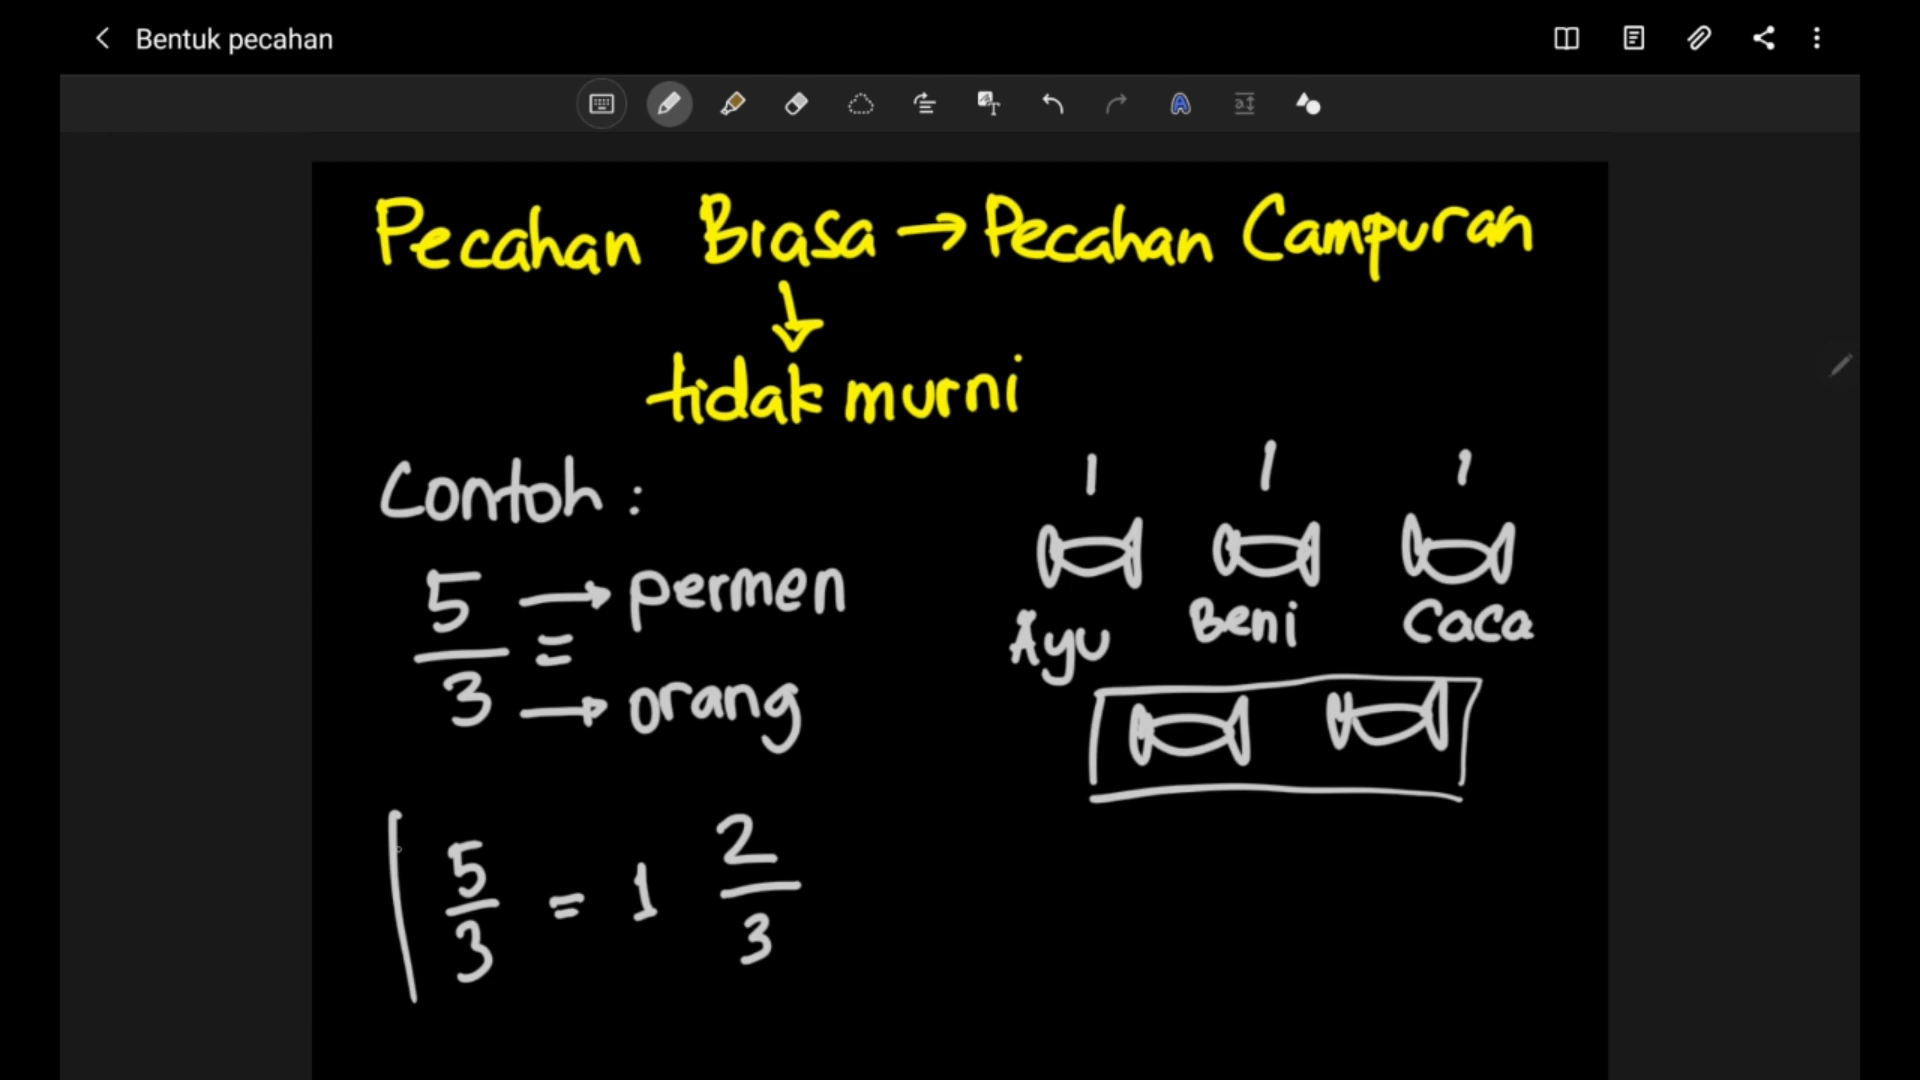 Bentuk pecahan
Pecahan Biasa → Pecahan Campuran
↓
tidak murni
Contoh :
1 1 1
5 → permen
=
3 → orang
Ayu Beni Caca
5/3 = 1 2/3